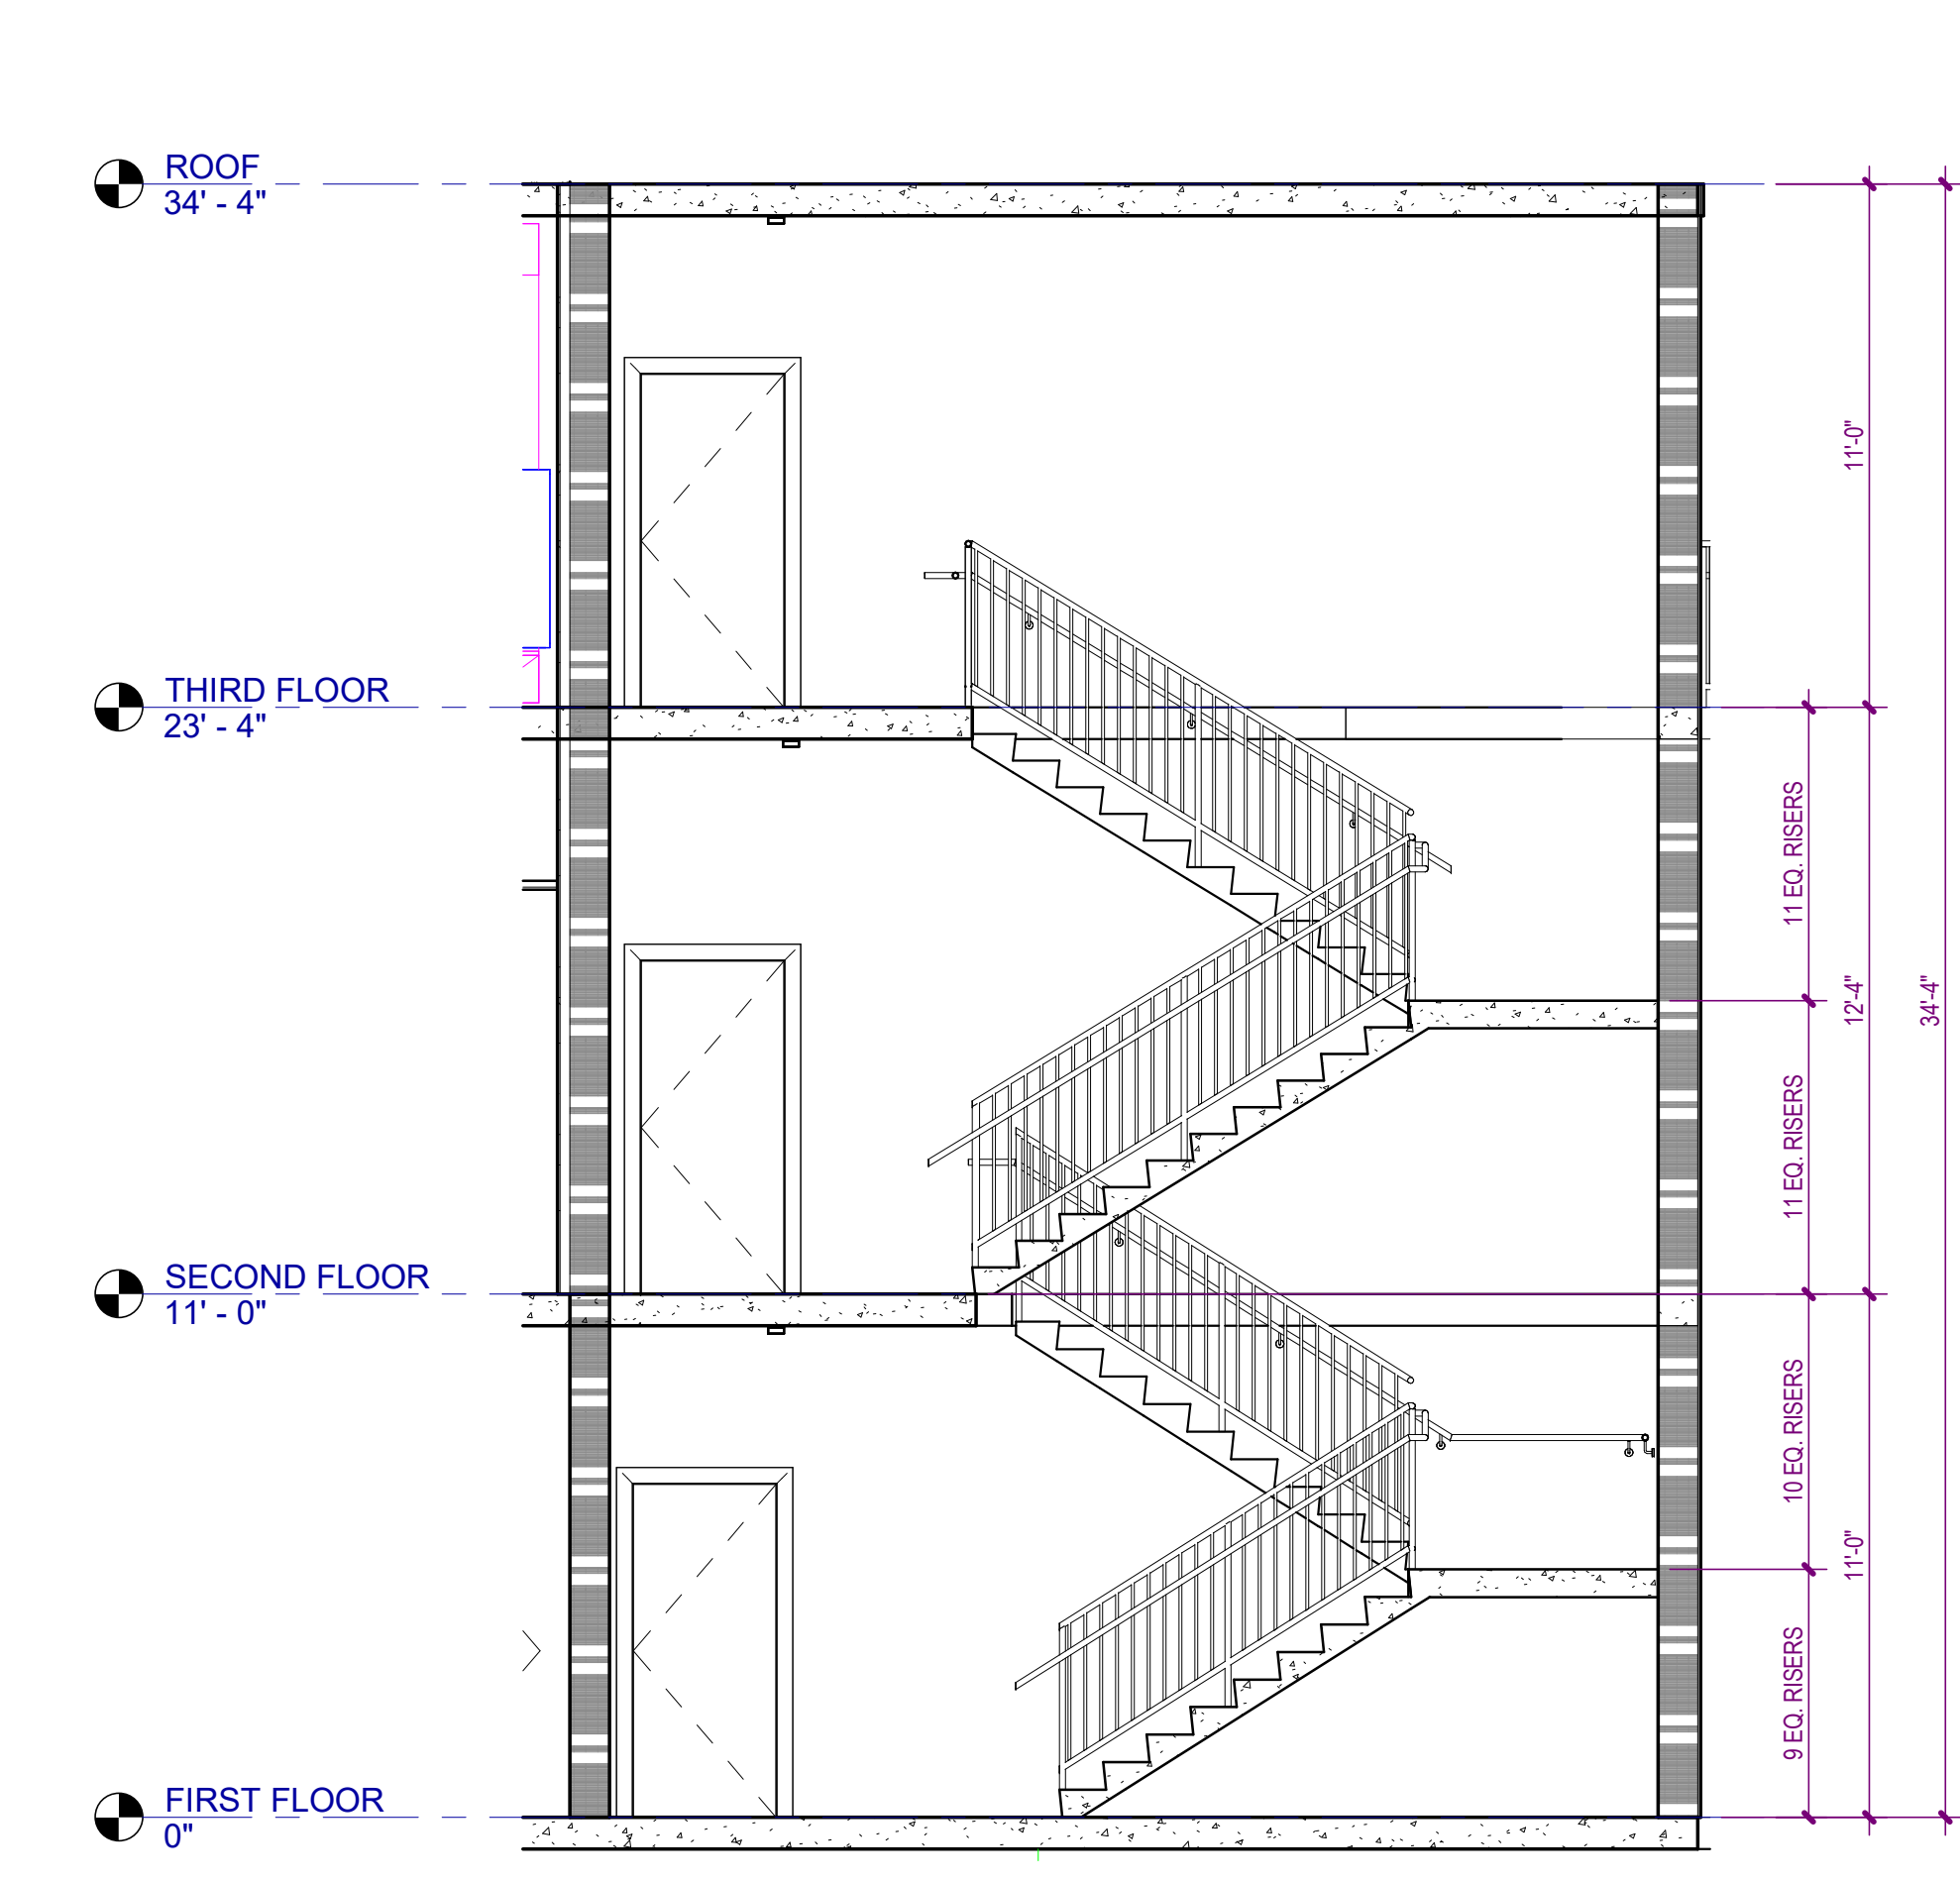 ROOF
34' - 4"
THIRD FLOOR
23' - 4"
SECOND FLOOR
11' - 0"
FIRST FLOOR
0"
11'-0"
11 EQ. RISERS
12'-4"
34'-4"
11 EQ. RISERS
10 EQ. RISERS
11'-0"
9 EQ. RISERS